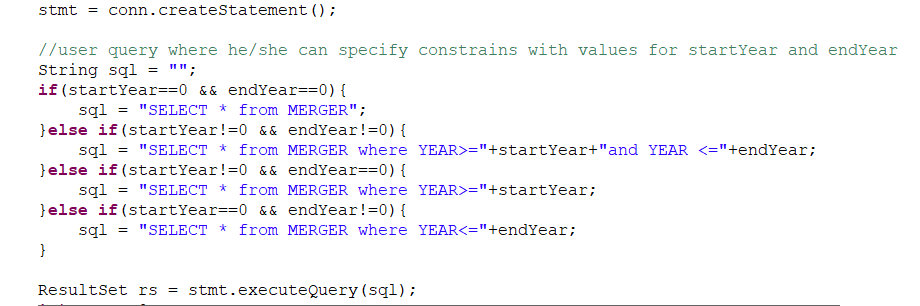 stmt = conn.createStatement();
//user query where he/she can specify constrains with values for startYear and endYear
String sql = "";
if(startYear==0 && endYear==0){
sql = "SELECT * from MERGER";
}else if(startYear!=0 && endYear!=0){
sql = "SELECT * from MERGER where YEAR>="+startYear+"and YEAR <="+endYear;
}else if(startYear!=0 && endYear==0){
sql = "SELECT * from MERGER where YEAR>="+startYear;
}else if(startYear==0 && endYear!=0){
sql = "SELECT * from MERGER where YEAR<="+endYear;
}
ResultSet rs = stmt.executeQuery(sql);